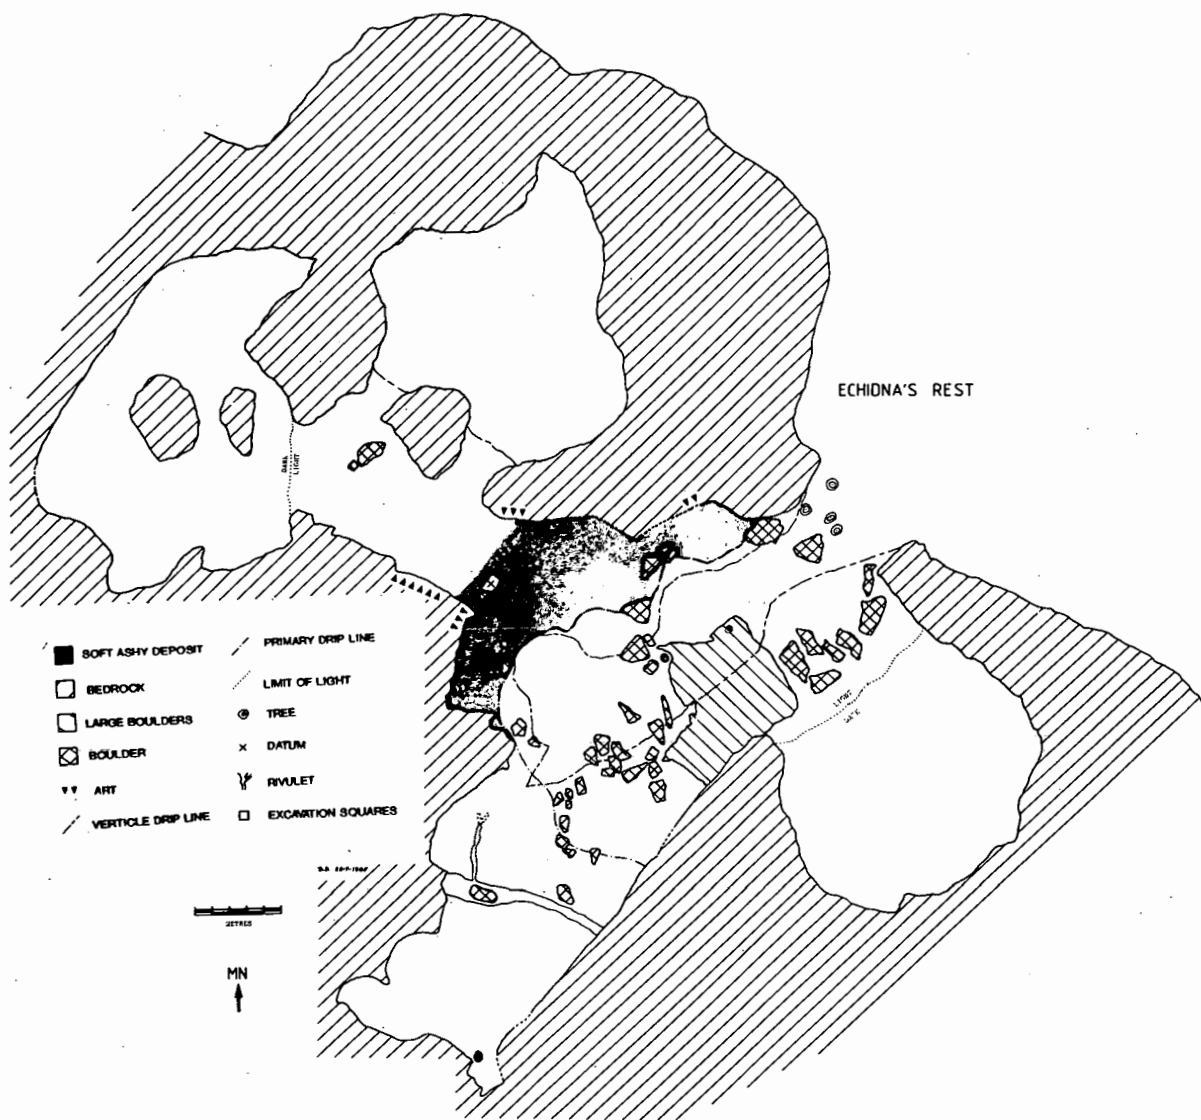 ECHIDNA'S REST
DARK
LIGHT
LIGHT
SOFT ASHY DEPOSIT
BEDROCK
LARGE BOULDERS
BOULDER
ART
VERTICLE DRIP LINE
PRIMARY DRIP LINE
LIMIT OF LIGHT
TREE
DATUM
RIVULET
EXCAVATION SQUARES
MN